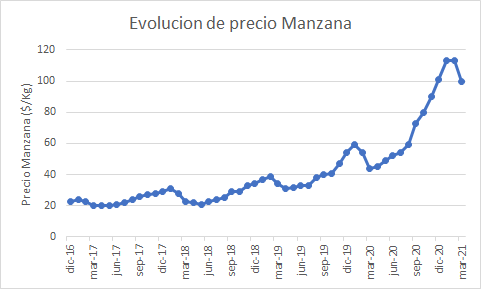 Evolucion de precio Manzana
Precio Manzana ($/Kg)
120
100
80
60
40
20
0
dic-16
mar-17
jun-17
sep-17
dic-17
mar-18
jun-18
sep-18
dic-18
mar-19
jun-19
sep-19
dic-19
mar-20
jun-20
sep-20
dic-20
mar-21